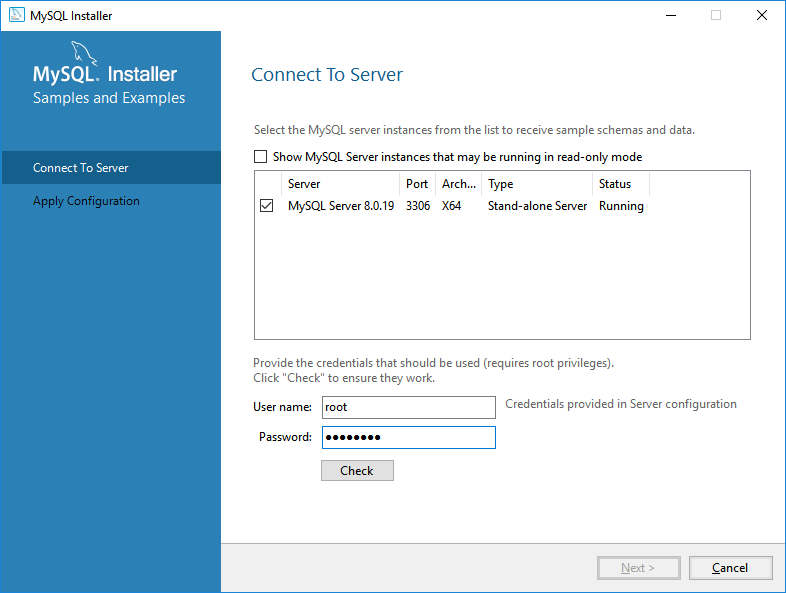 MySQL Installer
MySQL. Installer
Samples and Examples
Connect To Server
Apply Configuration
Connect To Server
Select the MySQL server instances from the list to receive sample schemas and data.
Show MySQL Server instances that may be running in read-only mode
Server Port Arch... Type Status
MySQL Server 8.0.19 3306 X64 Stand-alone Server Running
Provide the credentials that should be used (requires root privileges).
Click "Check" to ensure they work.
User name: root Credentials provided in Server configuration
Password: ●●●●●●●●
Check
Next > Cancel